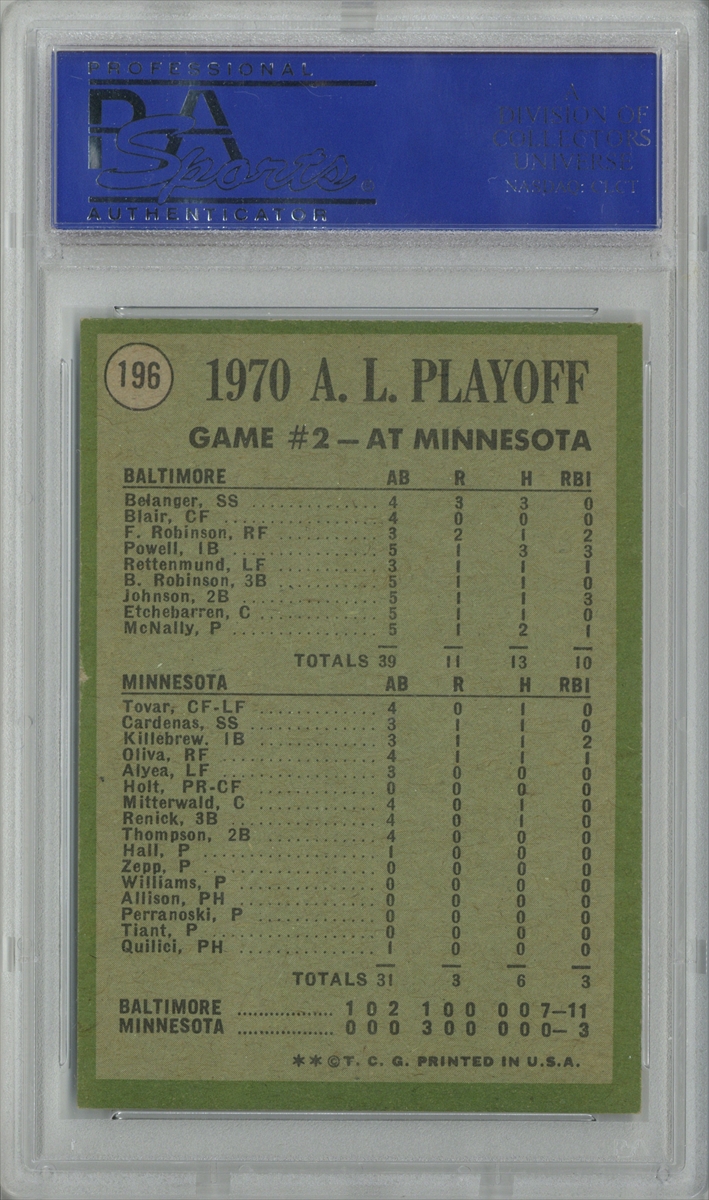 PROFESSIONAL
PSA
Sports
AUTHENTICATOR
A
DIVISION OF
COLLECTORS
UNIVERSE
NASDAQ: CLCT
196
1970 A. L. PLAYOFF
GAME #2 — AT MINNESOTA
BALTIMORE AB R H RBI
Belanger, SS 4 3 3 0
Blair, CF 4 0 0 0
F. Robinson, RF 3 2 1 2
Powell, 1B 5 1 3 3
Rettenmund, LF 3 1 1 1
B. Robinson, 3B 5 1 1 0
Johnson, 2B 5 1 1 3
Etchebarren, C 5 1 1 0
McNally, P 5 1 2 1
TOTALS 39 11 13 10
MINNESOTA AB R H RBI
Tovar, CF-LF 4 0 1 0
Cardenas, SS 3 1 1 0
Killebrew. 1B 3 1 1 2
Oliva, RF 4 1 1 1
Alyea, LF 3 0 0 0
Holt, PR-CF 0 0 0 0
Mitterwald, C 4 0 1 0
Renick, 3B 4 0 1 0
Thompson, 2B 4 0 0 0
Hall, P 1 0 0 0
Zepp, P 0 0 0 0
Williams, P 0 0 0 0
Allison, PH 0 0 0 0
Perranoski, P 0 0 0 0
Tiant, P 0 0 0 0
Quilici, PH 1 0 0 0
TOTALS 31 3 6 3
BALTIMORE 1 0 2 1 0 0 0 0 7—11
MINNESOTA 0 0 0 3 0 0 0 0 0— 3
**©T. C. G. PRINTED IN U.S.A.